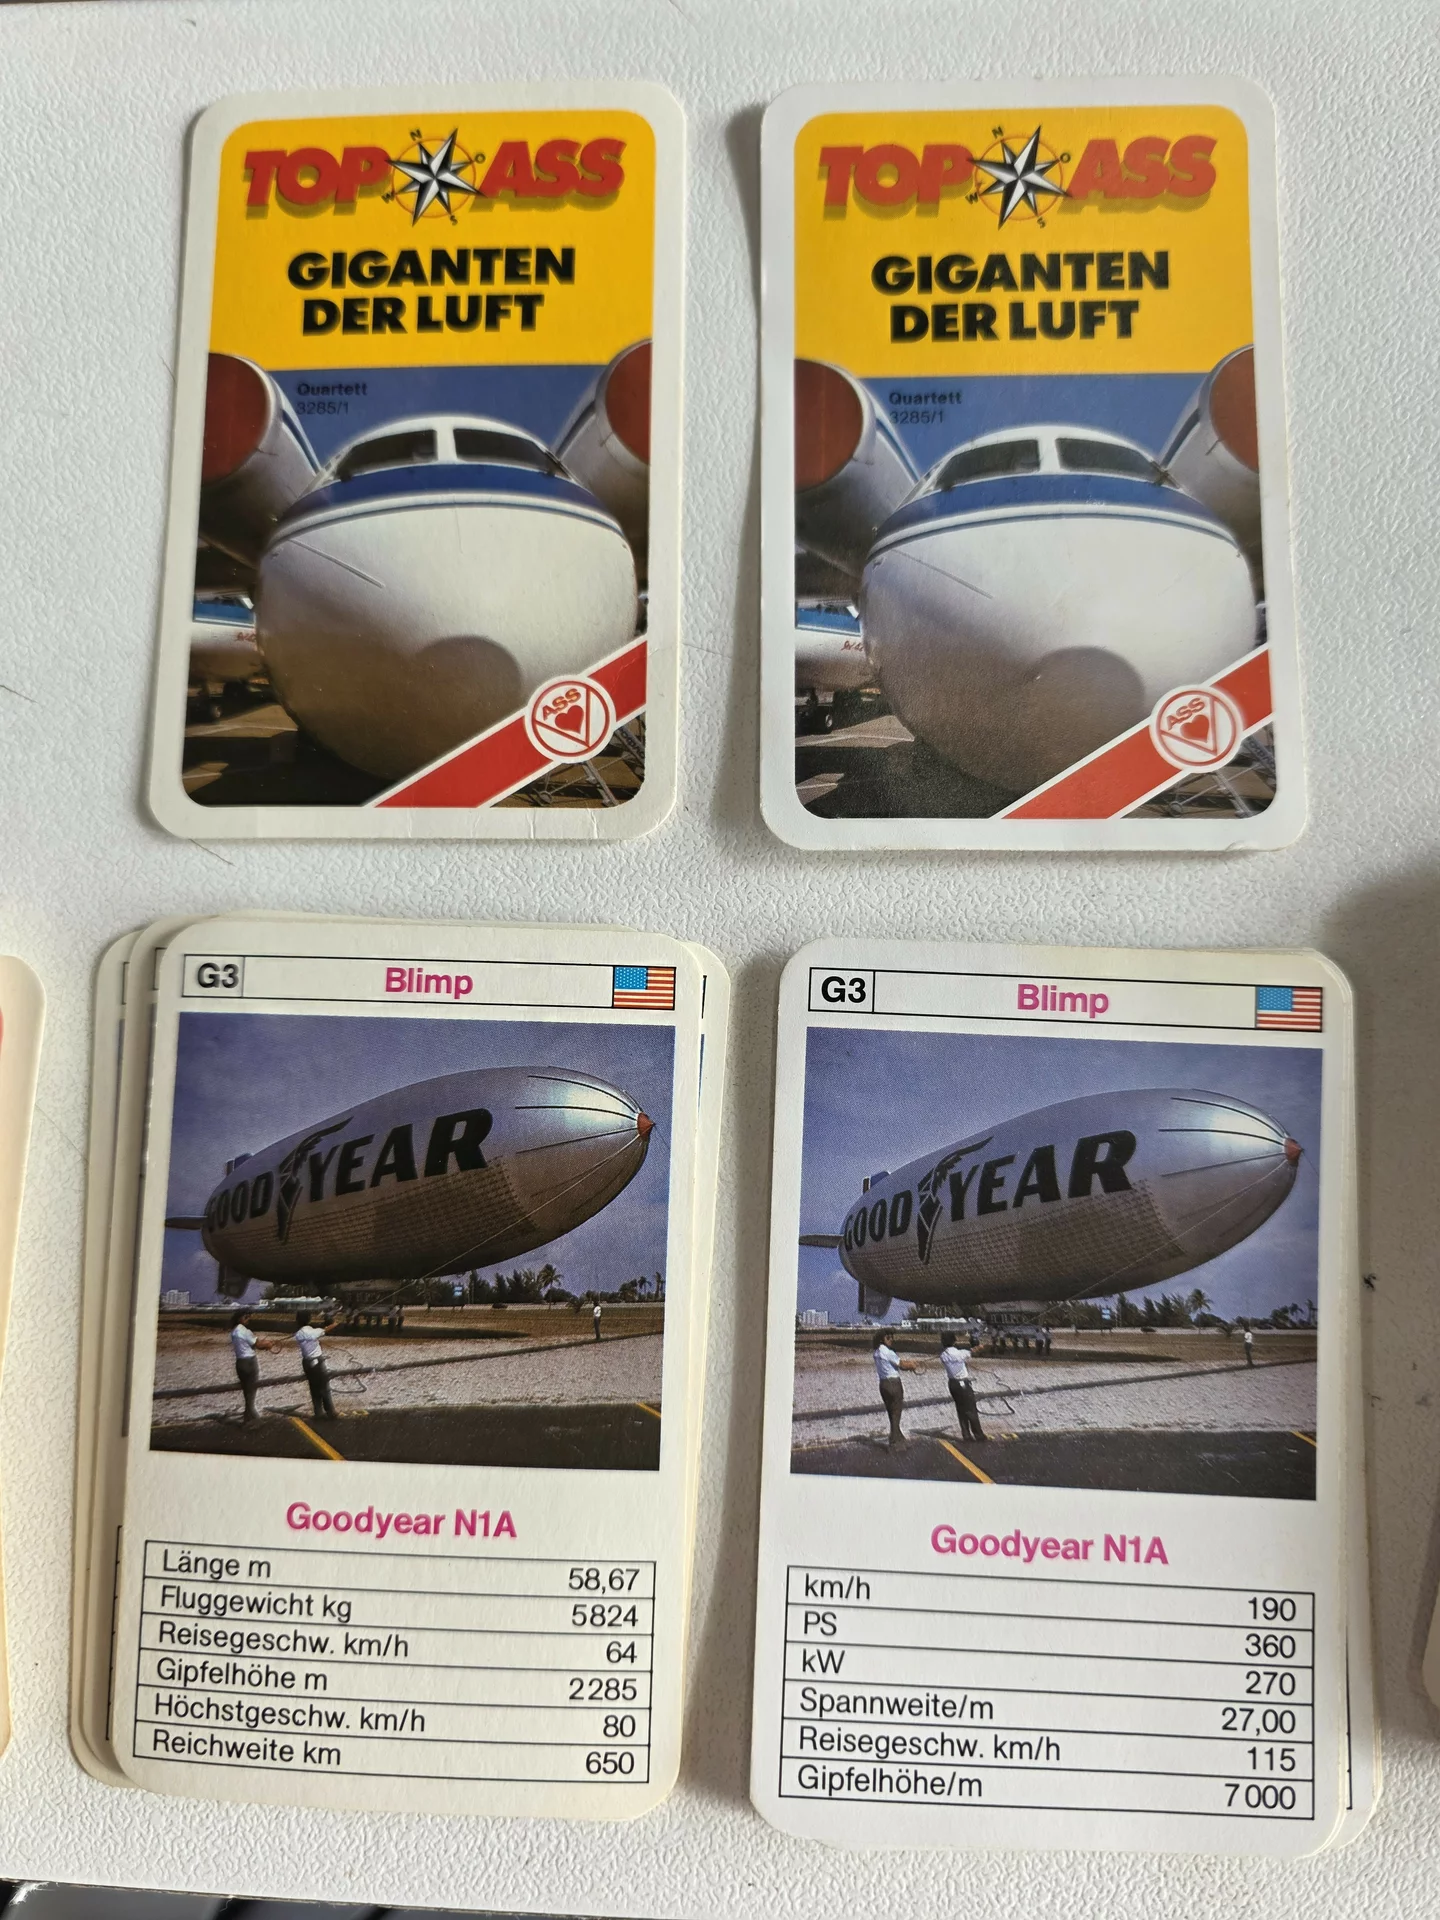 TOP ASS
N
O
W
S
GIGANTEN
DER LUFT
Quartett
3285/1
ASS
TOP ASS
N
O
W
S
GIGANTEN
DER LUFT
Quartett
3285/1
ASS
G3 Blimp
GOOD YEAR
Goodyear N1A
Länge m 58,67
Fluggewicht kg 5824
Reisegeschw. km/h 64
Gipfelhöhe m 2285
Höchstgeschw. km/h 80
Reichweite km 650
G3 Blimp
GOOD YEAR
Goodyear N1A
km/h 190
PS 360
kW 270
Spannweite/m 27,00
Reisegeschw. km/h 115
Gipfelhöhe/m 7000